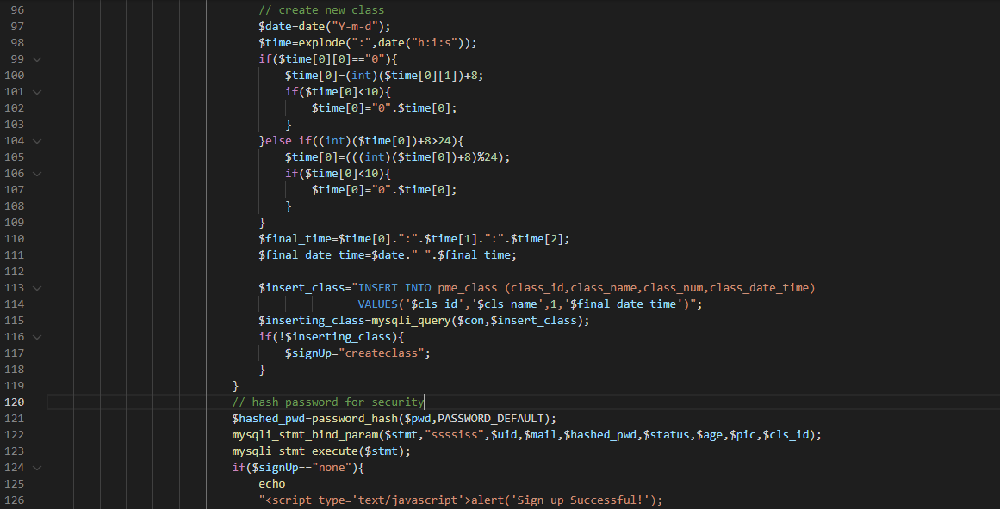 96 // create new class
97 $date=date("Y-m-d");
98 $time=explode(":",date("h:i:s"));
99 if($time[0][0]=="0"){
100 $time[0]=(int)($time[0][1])+8;
101 if($time[0]<10){
102 $time[0]="0".$time[0];
103 }
104 }else if((int)($time[0])+8>24){
105 $time[0]=(((int)($time[0])+8)%24);
106 if($time[0]<10){
107 $time[0]="0".$time[0];
108 }
109 }
110 $final_time=$time[0].":".$time[1].":".$time[2];
111 $final_date_time=$date." ".$final_time;
112
113 $insert_class="INSERT INTO pme_class (class_id,class_name,class_num,class_date_time)
114 VALUES('$cls_id','$cls_name',1,'$final_date_time')";
115 $inserting_class=mysqli_query($con,$insert_class);
116 if(!$inserting_class){
117 $signUp="createclass";
118 }
119 }
120 // hash password for security
121 $hashed_pwd=password_hash($pwd,PASSWORD_DEFAULT);
122 mysqli_stmt_bind_param($stmt,"ssssiss",$uid,$mail,$hashed_pwd,$status,$age,$pic,$cls_id);
123 mysqli_stmt_execute($stmt);
124 if($signUp=="none"){
125 echo
126 "<script type='text/javascript'>alert('Sign up Successful!');